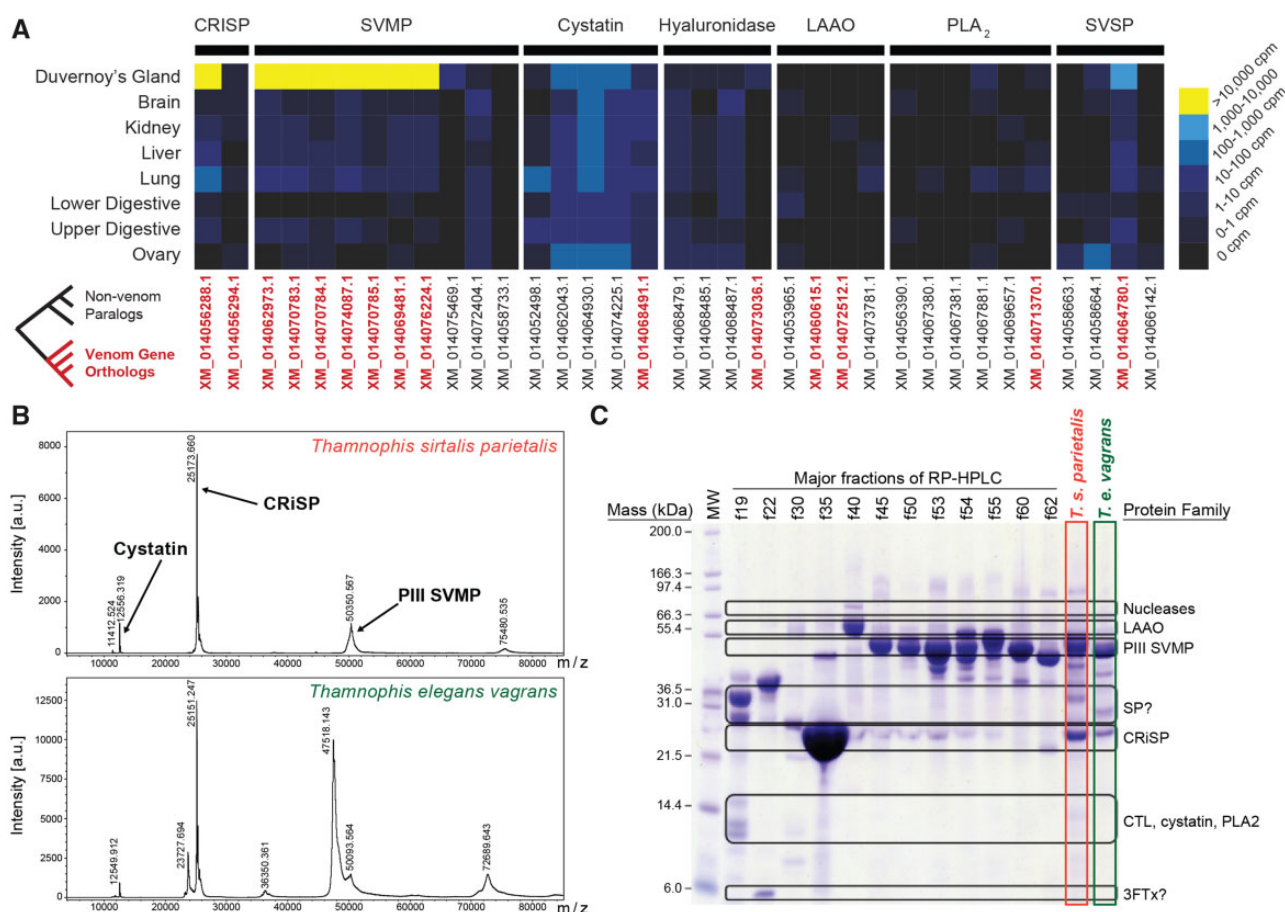 A
CRISP SVMP Cystatin Hyaluronidase LAAO PLA2 SVSP
Duvernoy's Gland
Brain
Kidney
Liver
Lung
Lower Digestive
Upper Digestive
Ovary
>10,000 cpm
1,000-10,000
100-1,000 cpm
10-100 cpm
1-10 cpm
0-1 cpm
0 cpm
Non-venom
Paralogs
Venom Gene
Orthologs
XM_014056288.1
XM_014056294.1
XM_014062973.1
XM_014070783.1
XM_014070784.1
XM_014074087.1
XM_014070785.1
XM_014069481.1
XM_014076224.1
XM_014075469.1
XM_014072404.1
XM_014058733.1
XM_014052498.1
XM_014062043.1
XM_014064930.1
XM_014074225.1
XM_014068491.1
XM_014068479.1
XM_014068485.1
XM_014068487.1
XM_014073036.1
XM_014053965.1
XM_014060615.1
XM_014072512.1
XM_014073781.1
XM_014056390.1
XM_014067380.1
XM_014067381.1
XM_014067881.1
XM_014069657.1
XM_014071370.1
XM_014058663.1
XM_014058664.1
XM_014064780.1
XM_014066142.1
B
Thamnophis sirtalis parietalis
Intensity [a.u.]
8000
6000
4000
2000
0
11412.524
12556.319
25173.660
50350.567
75480.535
Cystatin
CRiSP
PIII SVMP
10000 20000 30000 40000 50000 60000 70000 80000 m/z
Thamnophis elegans vagrans
Intensity [a.u.]
12500
10000
7500
5000
2500
0
12549.912
23727.694
25151.247
36350.361
47518.143
50093.564
72689.643
10000 20000 30000 40000 50000 60000 70000 80000 m/z
C
Major fractions of RP-HPLC
Mass (kDa) MW f19 f22 f30 f35 f40 f45 f50 f53 f54 f55 f60 f62 T. s. parietalis T. e. vagrans Protein Family
200.0
166.3
97.4
66.3
55.4
36.5
31.0
21.5
14.4
6.0
Nucleases
LAAO
PIII SVMP
SP?
CRiSP
CTL, cystatin, PLA2
3FTx?